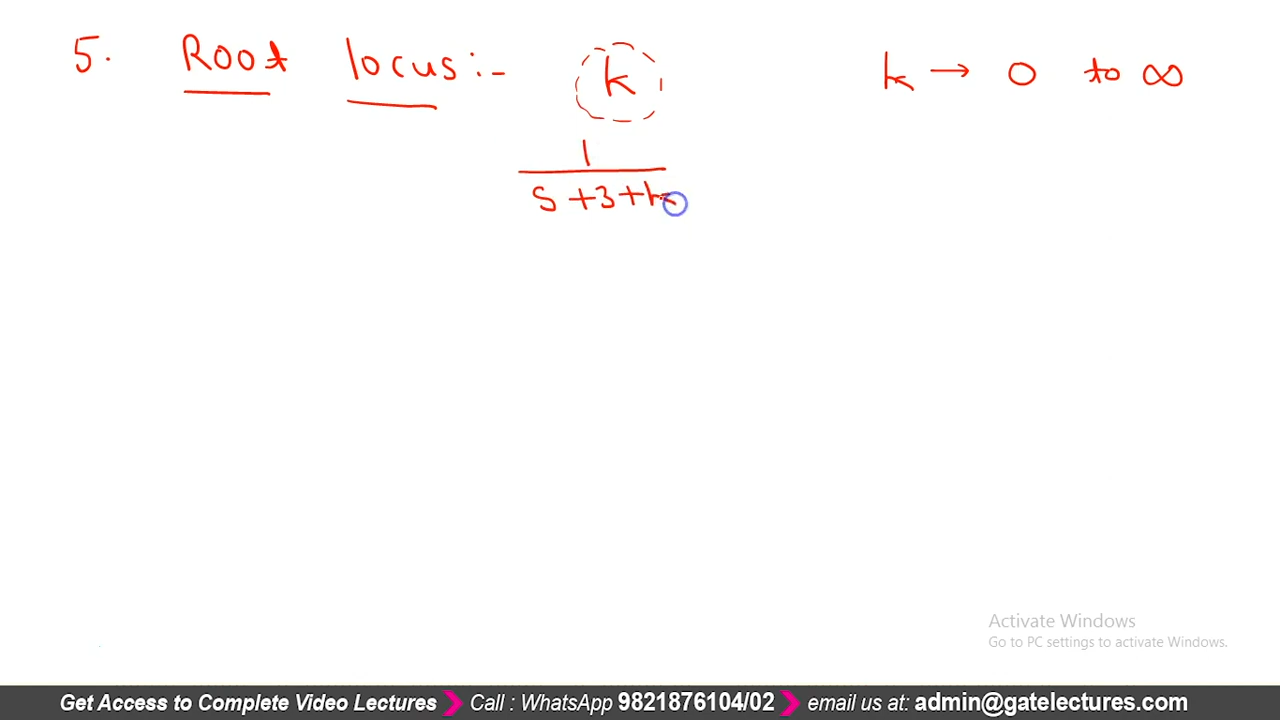 5. Root locus :- k k → 0 to ∞
1
s+3+k
Activate Windows
Go to PC settings to activate Windows.
Get Access to Complete Video Lectures Call : WhatsApp 9821876104/02 email us at: admin@gatelectures.com